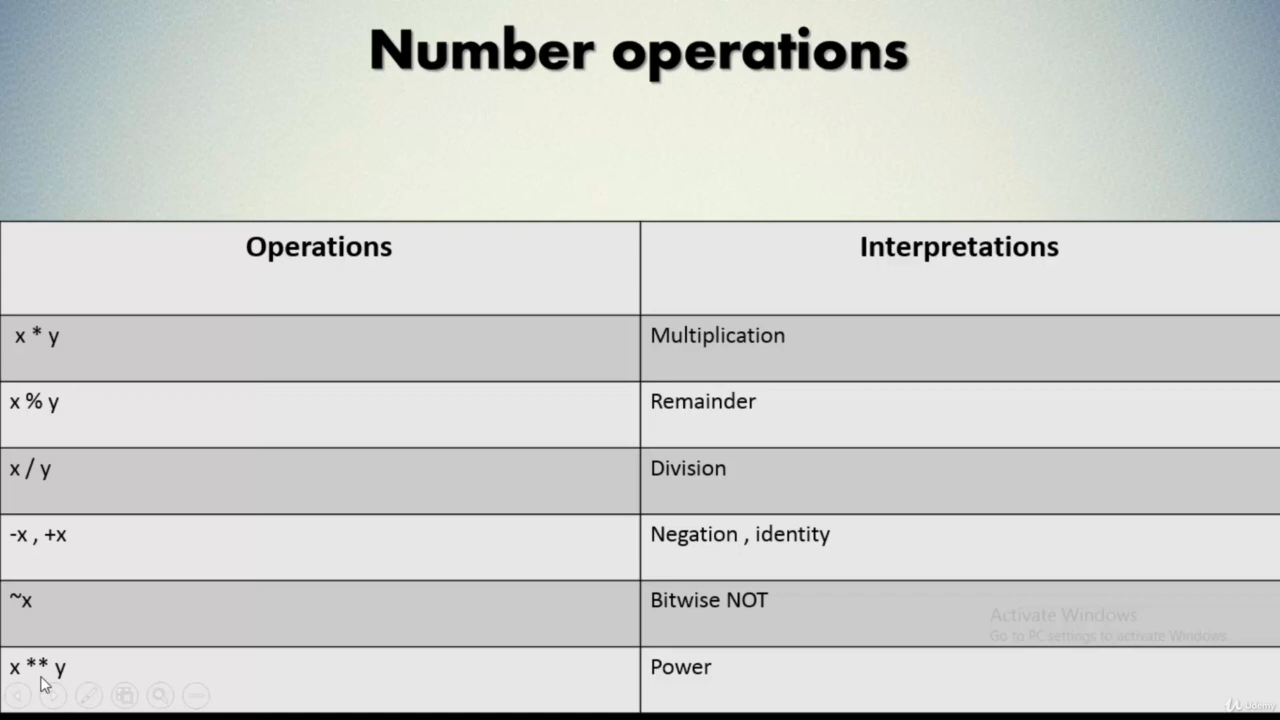 Number operations
Operations Interpretations
x * y Multiplication
x % y Remainder
x / y Division
-x , +x Negation , identity
~x Bitwise NOT
Activate Windows
Go to PC settings to activate Windows.
x ** y Power
Udemy